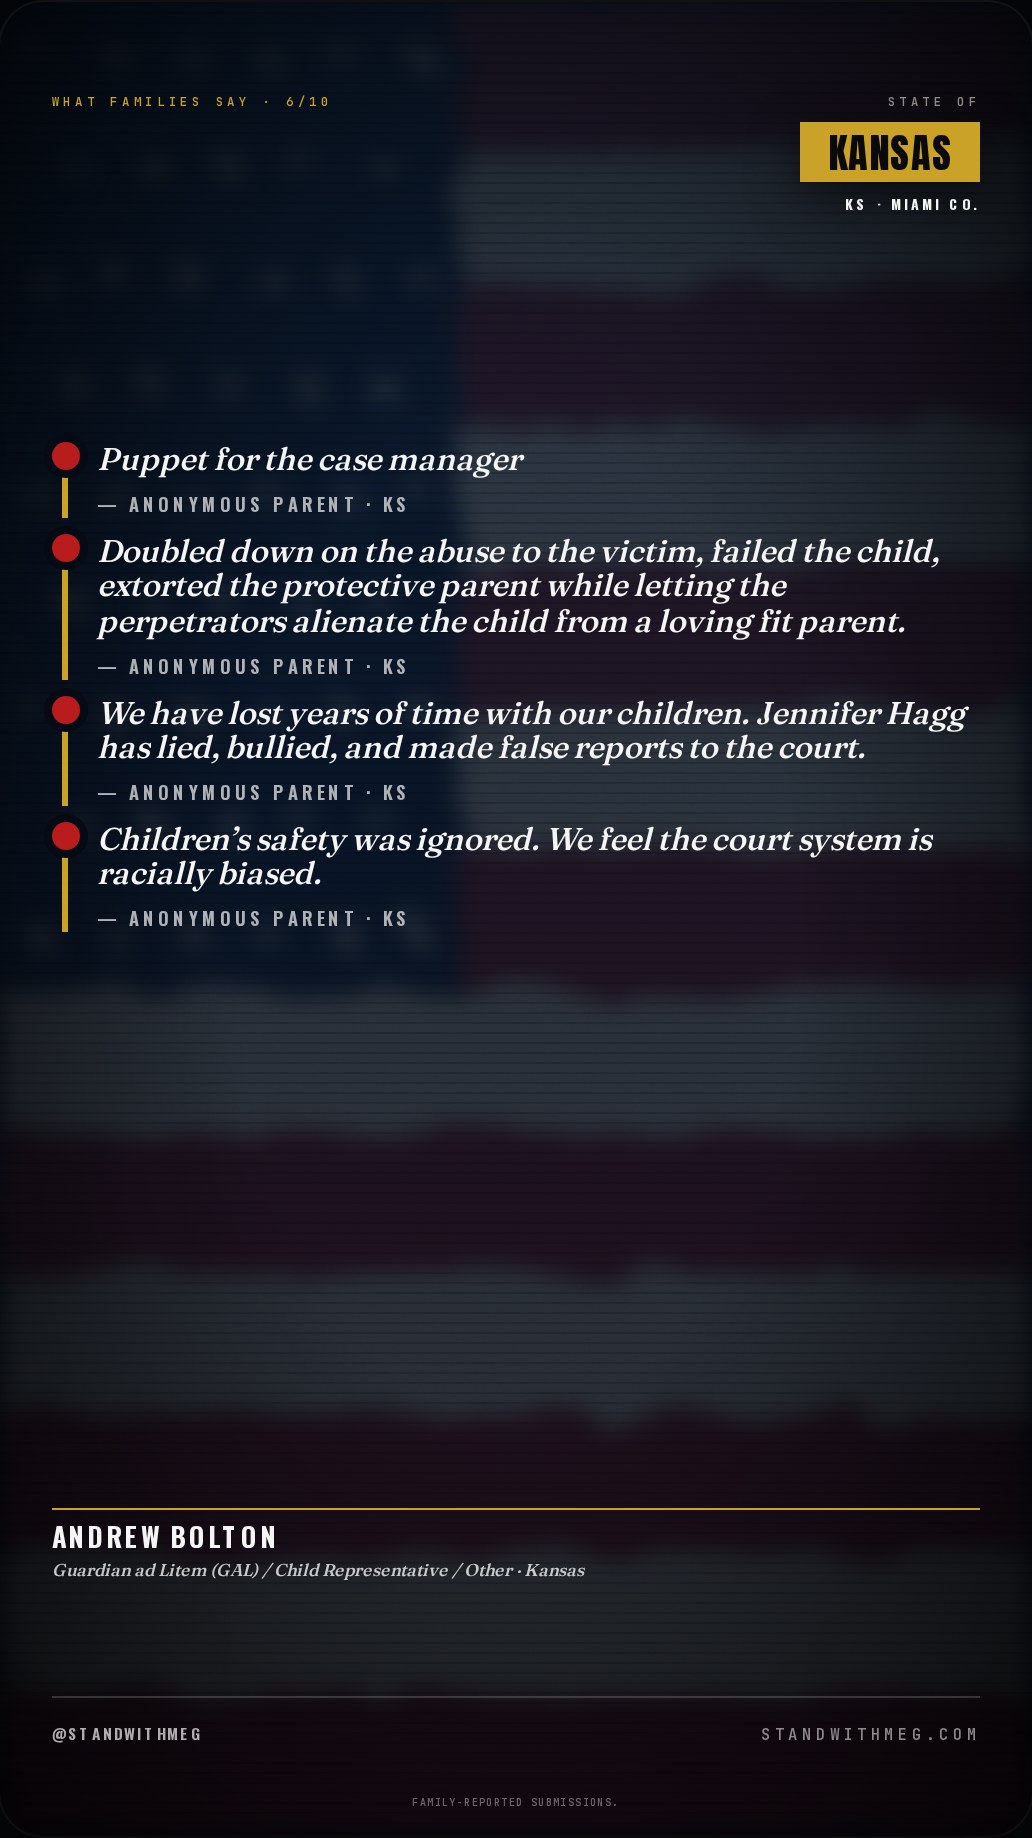 WHAT FAMILIES SAY · 6/10
STATE OF
KANSAS
KS · MIAMI CO.
Puppet for the case manager
— ANONYMOUS PARENT · KS
Doubled down on the abuse to the victim, failed the child,
extorted the protective parent while letting the
perpetrators alienate the child from a loving fit parent.
— ANONYMOUS PARENT · KS
We have lost years of time with our children. Jennifer Hagg
has lied, bullied, and made false reports to the court.
— ANONYMOUS PARENT · KS
Children’s safety was ignored. We feel the court system is
racially biased.
— ANONYMOUS PARENT · KS
ANDREW BOLTON
Guardian ad Litem (GAL) / Child Representative / Other · Kansas
@STANDWITHMEG
STANDWITHMEG.COM
FAMILY-REPORTED SUBMISSIONS.